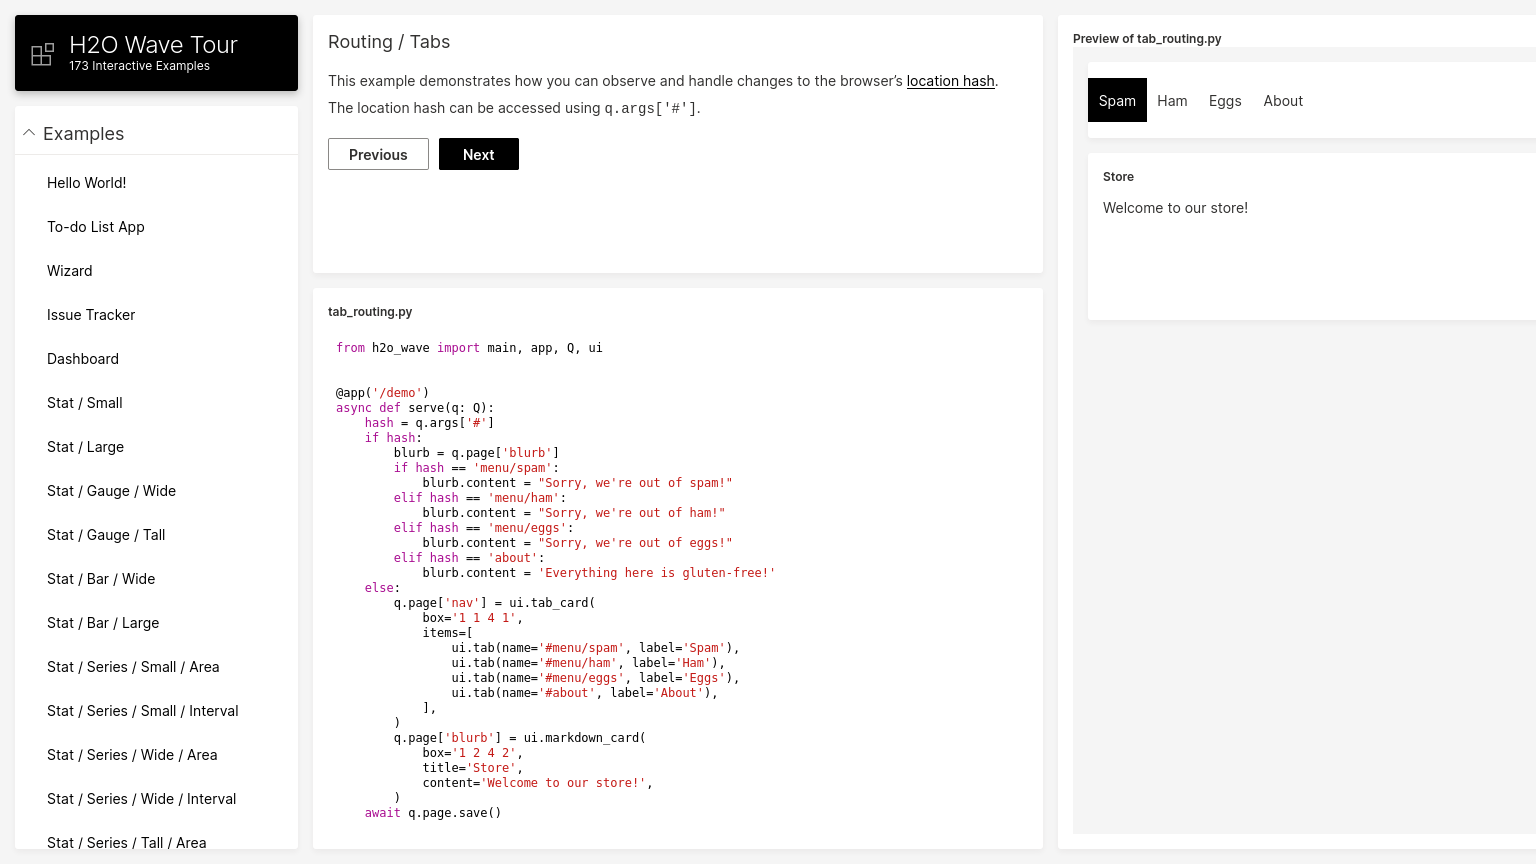 H2O Wave Tour
173 Interactive Examples
Examples
Hello World!
To-do List App
Wizard
Issue Tracker
Dashboard
Stat / Small
Stat / Large
Stat / Gauge / Wide
Stat / Gauge / Tall
Stat / Bar / Wide
Stat / Bar / Large
Stat / Series / Small / Area
Stat / Series / Small / Interval
Stat / Series / Wide / Area
Stat / Series / Wide / Interval
Stat / Series / Tall / Area
Routing / Tabs
This example demonstrates how you can observe and handle changes to the browser’s location hash.
The location hash can be accessed using q.args['#'].
Previous
Next
tab_routing.py
from h2o_wave import main, app, Q, ui
@app('/demo')
async def serve(q: Q):
    hash = q.args['#']
    if hash:
        blurb = q.page['blurb']
        if hash == 'menu/spam':
            blurb.content = "Sorry, we're out of spam!"
        elif hash == 'menu/ham':
            blurb.content = "Sorry, we're out of ham!"
        elif hash == 'menu/eggs':
            blurb.content = "Sorry, we're out of eggs!"
        elif hash == 'about':
            blurb.content = 'Everything here is gluten-free!'
    else:
        q.page['nav'] = ui.tab_card(
            box='1 1 4 1',
            items=[
                ui.tab(name='#menu/spam', label='Spam'),
                ui.tab(name='#menu/ham', label='Ham'),
                ui.tab(name='#menu/eggs', label='Eggs'),
                ui.tab(name='#about', label='About'),
            ],
        )
        q.page['blurb'] = ui.markdown_card(
            box='1 2 4 2',
            title='Store',
            content='Welcome to our store!',
        )
    await q.page.save()
Preview of tab_routing.py
Spam Ham Eggs About
Store
Welcome to our store!